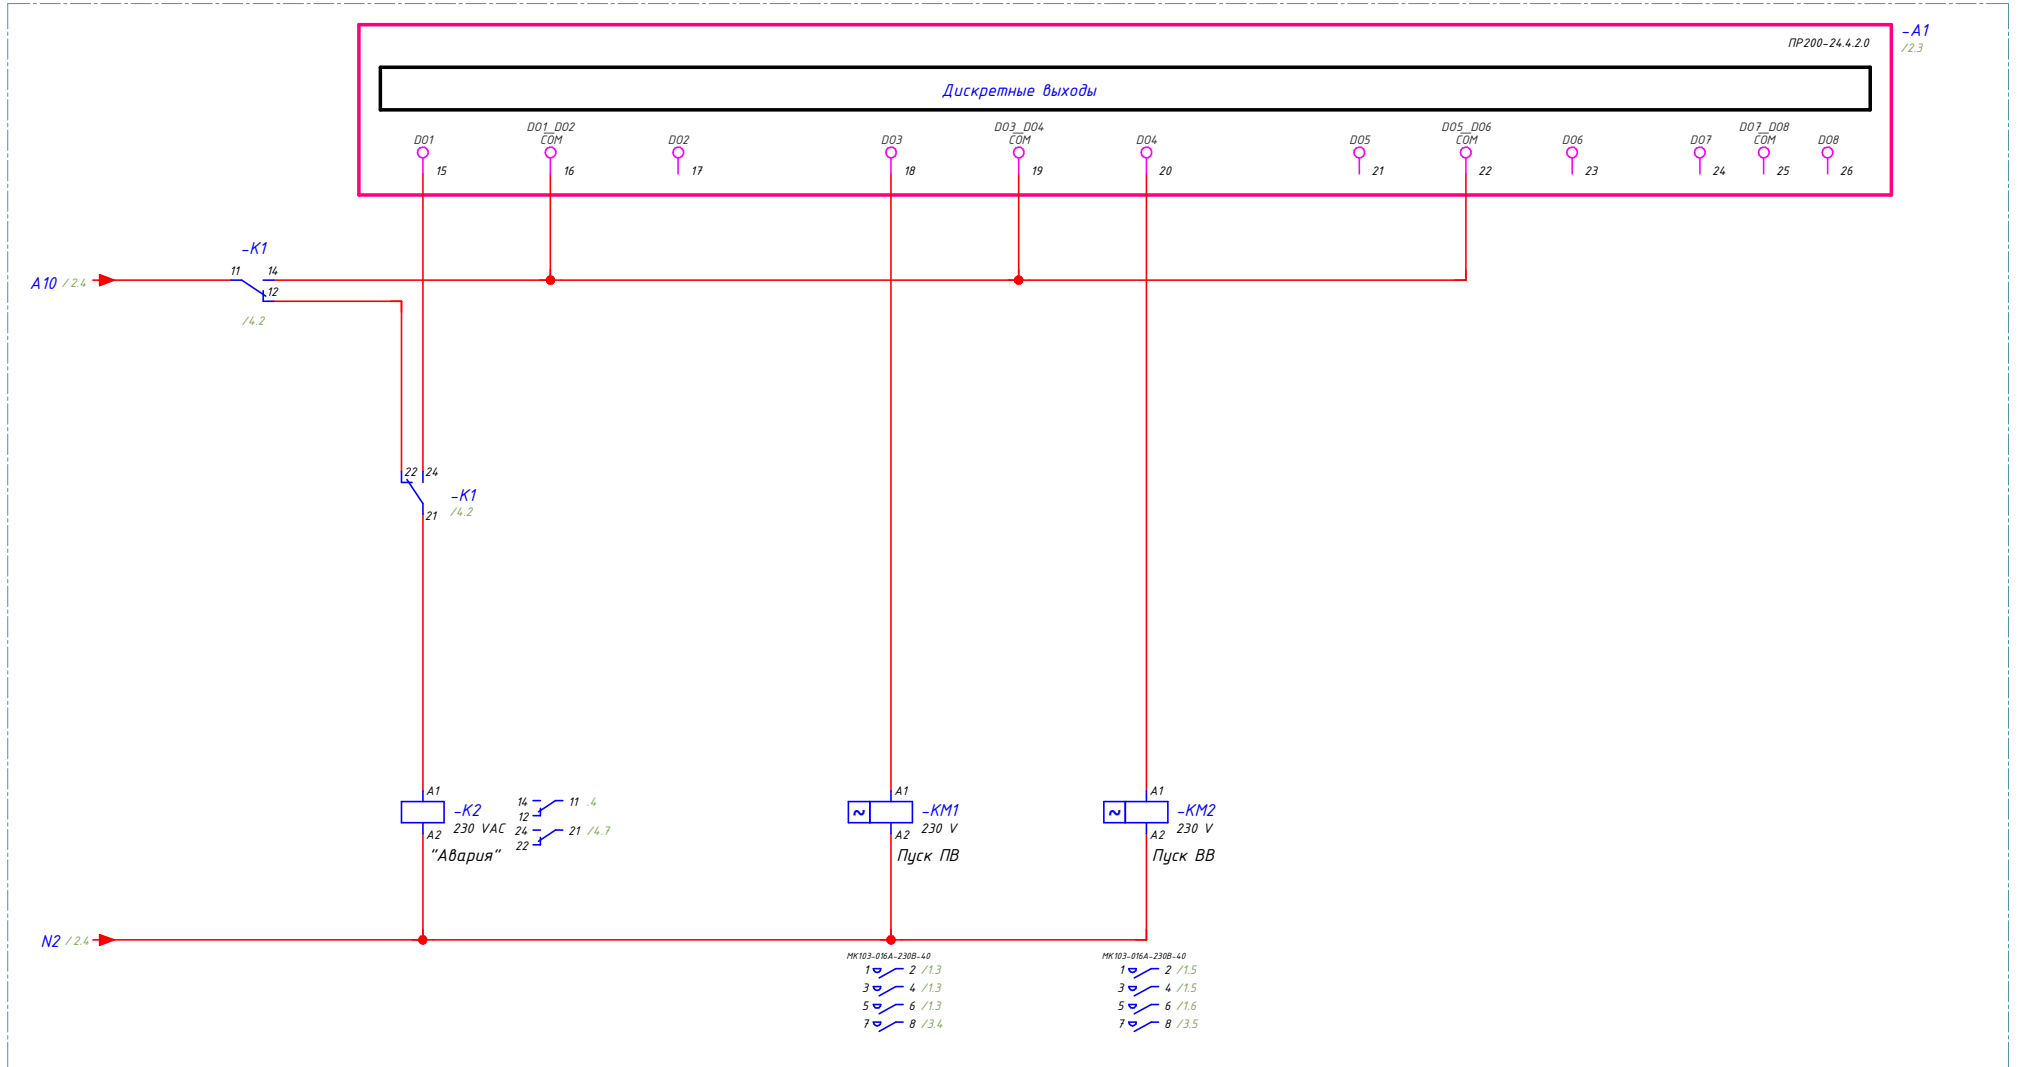 -A1
ПР200-24.4.2.0
/2.3
Дискретные выходы
DO1_DO2
DO3_DO4
DO5_DO6
DO7_DO8
DO1
COM
DO2
DO3
COM
DO4
DO5
COM
DO6
DO7
COM
DO8
15
16
17
18
19
20
21
22
23
24
25
26
-K1
11
14
A10 /2.4
12
/4.2
22
24
-K1
/4.2
21
A1
-K2
230 VAC
A2
"Авария"
14
11 .4
12
24
21 /4.7
22
A1
-KM1
230 V
A2
Пуск ПВ
A1
-KM2
230 V
A2
Пуск ВВ
N2 /2.4
МК103-016А-230В-40
1 2 /1.3
3 4 /1.3
5 6 /1.3
7 8 /3.4
МК103-016А-230В-40
1 2 /1.5
3 4 /1.5
5 6 /1.6
7 8 /3.5